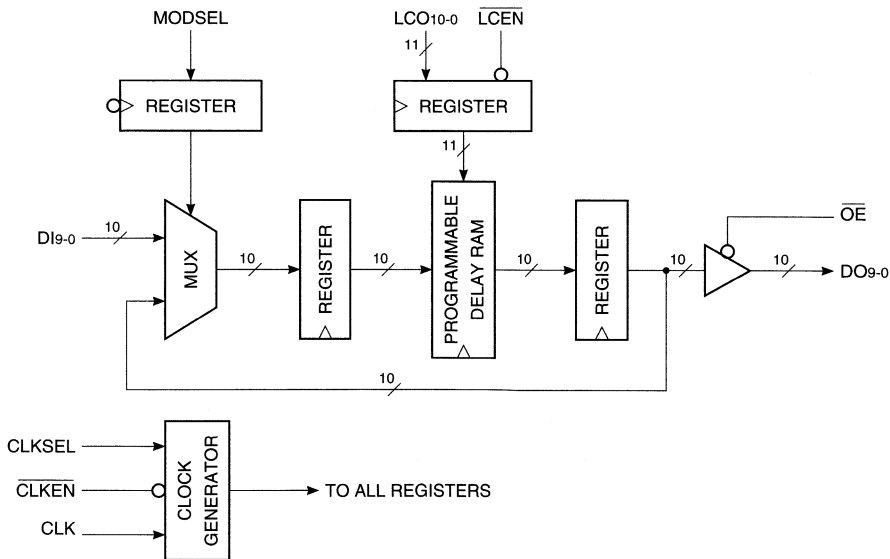 MODSEL
LCO10-0
LCEN
11
REGISTER
REGISTER
11
DI9-0
10
MUX
10
REGISTER
10
PROGRAMMABLE
DELAY RAM
10
REGISTER
10
OE
10
DO9-0
10
CLKSEL
CLKEN
CLK
CLOCK
GENERATOR
TO ALL REGISTERS